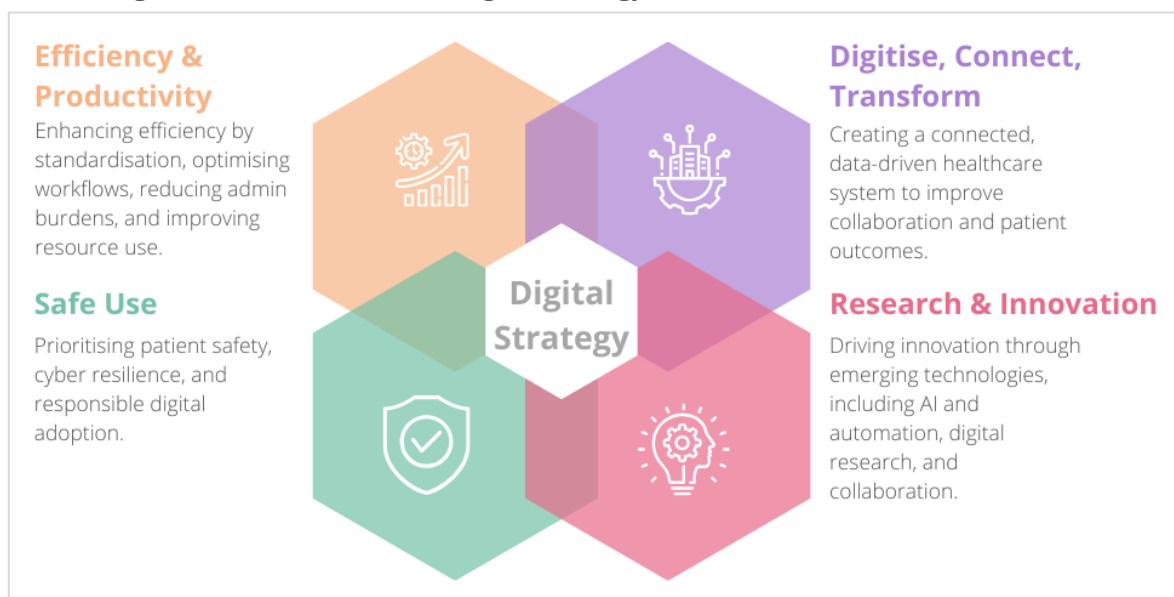 Efficiency &
Productivity
Enhancing efficiency by
standardisation, optimising
workflows, reducing admin
burdens, and improving
resource use.
Safe Use
Prioritising patient safety,
cyber resilience, and
responsible digital
adoption.
Digital
Strategy
Digitise, Connect,
Transform
Creating a connected,
data-driven healthcare
system to improve
collaboration and patient
outcomes.
Research & Innovation
Driving innovation through
emerging technologies,
including AI and
automation, digital
research, and
collaboration.